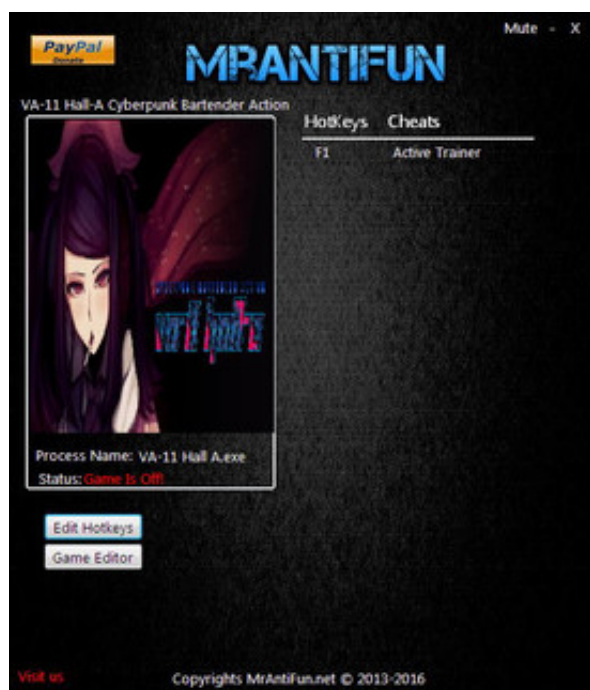 Mute - X
PayPal
Donate
MRANTIFUN
VA-11 Hall-A Cyberpunk Bartender Action
HotKeys Cheats
F1 Active Trainer
Process Name: VA-11 Hall A.exe
Status: Game Is Off!
Edit Hotkeys
Game Editor
Visit us
Copyrights MrAntiFun.net © 2013-2016